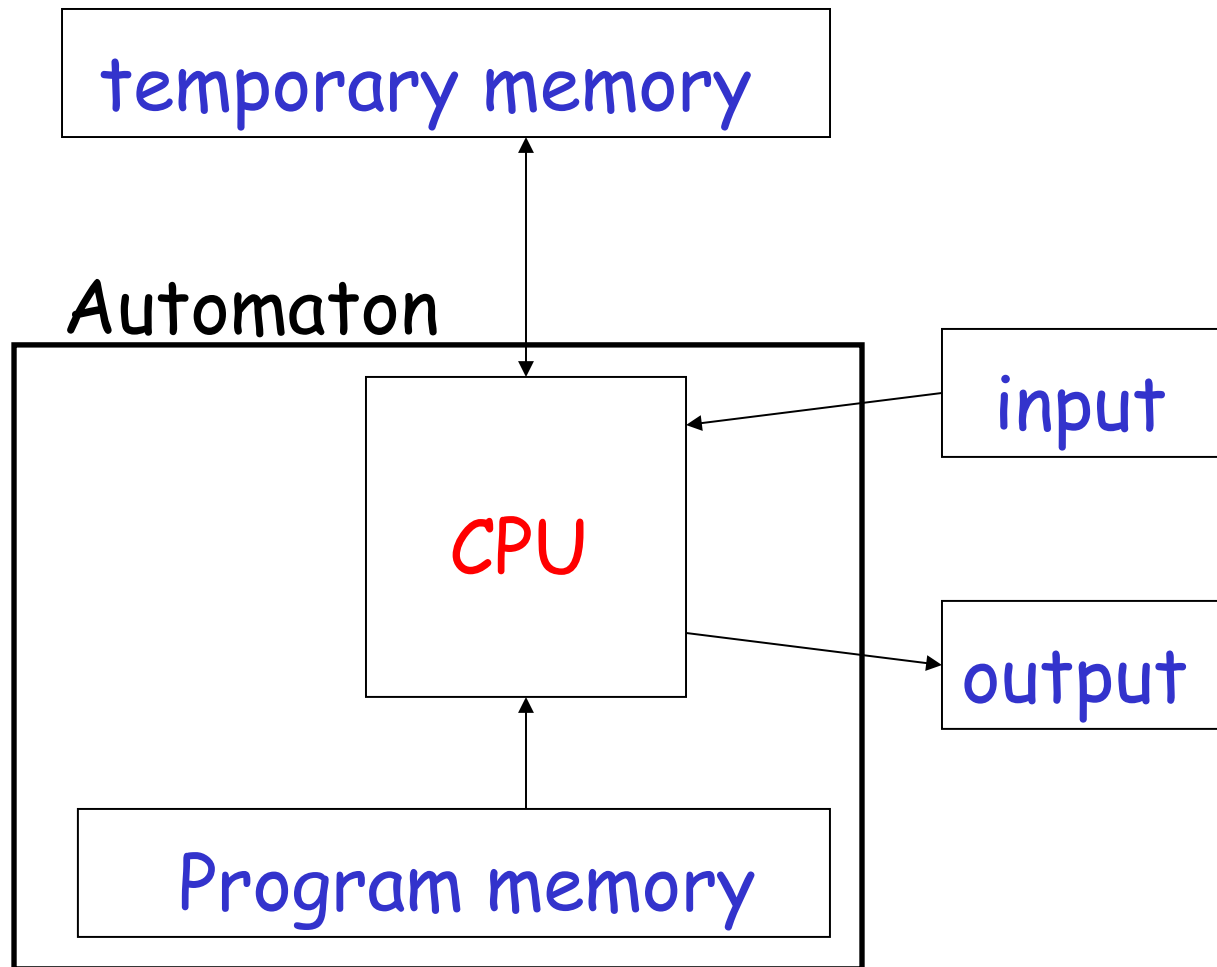 temporary memory
Automaton
input
CPU
output
Program memory